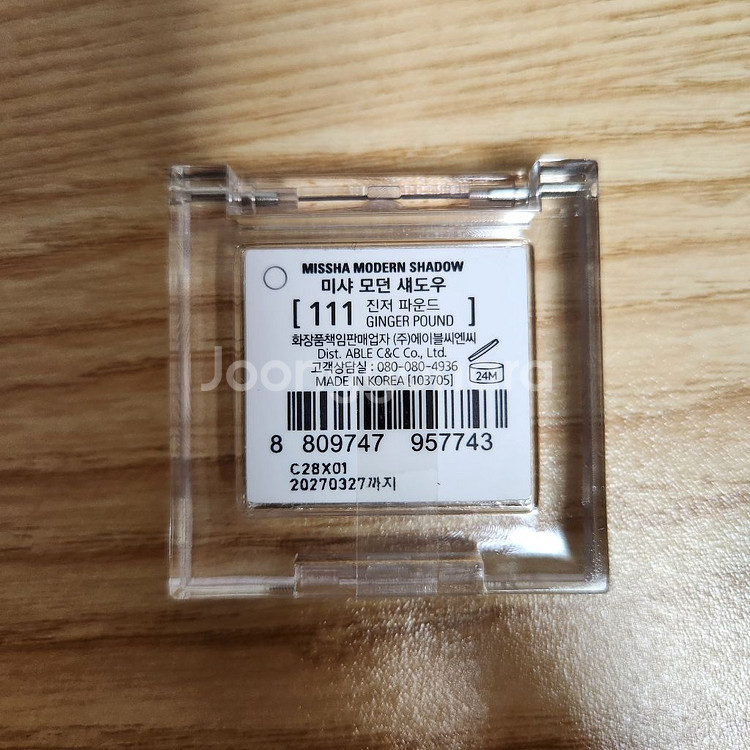 MISSHA MODERN SHADOW
미샤 모던 섀도우
[ 111 진저 파운드 ]
GINGER POUND
화장품책임판매업자 (주)에이블씨엔씨
Dist. ABLE C&C Co., Ltd.
고객상담실 : 080-080-4936
MADE IN KOREA [103705]
24M
8 809747 957743
C28X01
20270327까지